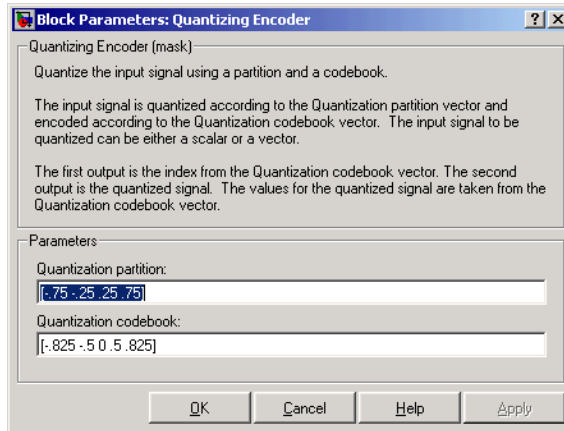 Block Parameters: Quantizing Encoder
Quantizing Encoder (mask)
Quantize the input signal using a partition and a codebook.
The input signal is quantized according to the Quantization partition vector and
encoded according to the Quantization codebook vector. The input signal to be
quantized can be either a scalar or a vector.
The first output is the index from the Quantization codebook vector. The second
output is the quantized signal. The values for the quantized signal are taken from the
Quantization codebook vector.
Parameters
Quantization partition:
[-.75 -.25 .25 .75]
Quantization codebook:
[-.825 -.5 0 .5 .825]
OK Cancel Help Apply